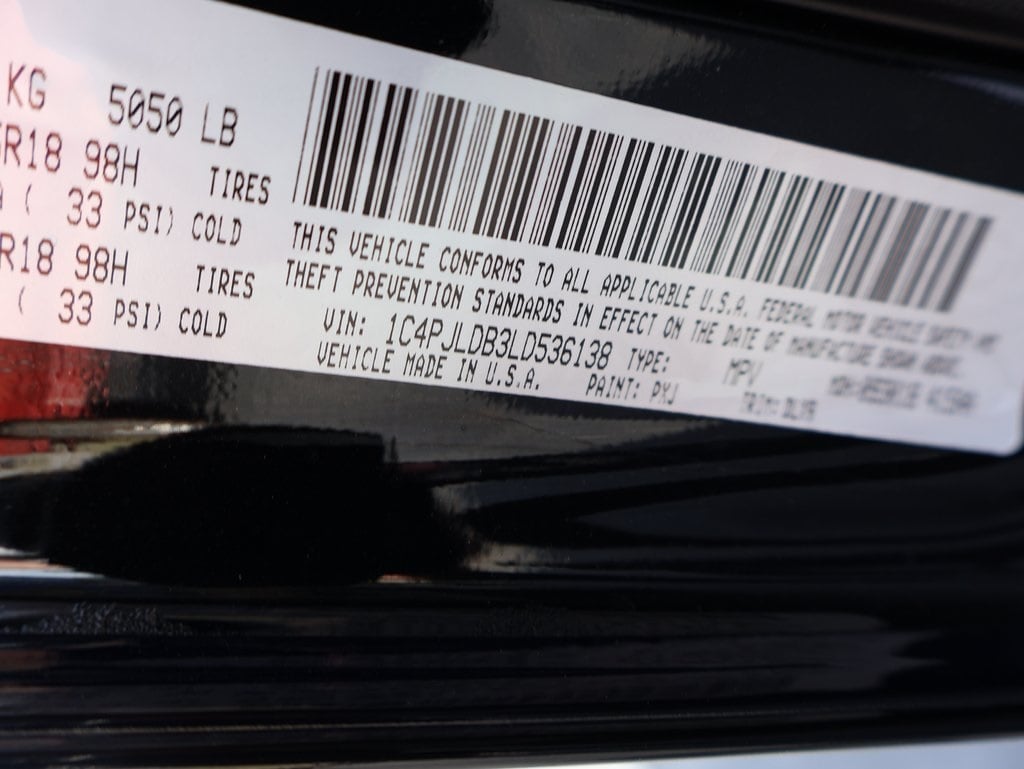 KG 5050 LB
R18 98H TIRES
( 33 PSI) COLD
R18 98H TIRES
( 33 PSI) COLD
THIS VEHICLE CONFORMS TO ALL APPLICABLE U.S.A. FEDERAL MOTOR VEHICLE SAFETY
THEFT PREVENTION STANDARDS IN EFFECT ON THE DATE OF MANUFACTURE SHOWN ABOVE.
VIN: 1C4PJLDB3LD536138 TYPE: MPV
VEHICLE MADE IN U.S.A. PAINT: PXJ TRIM: